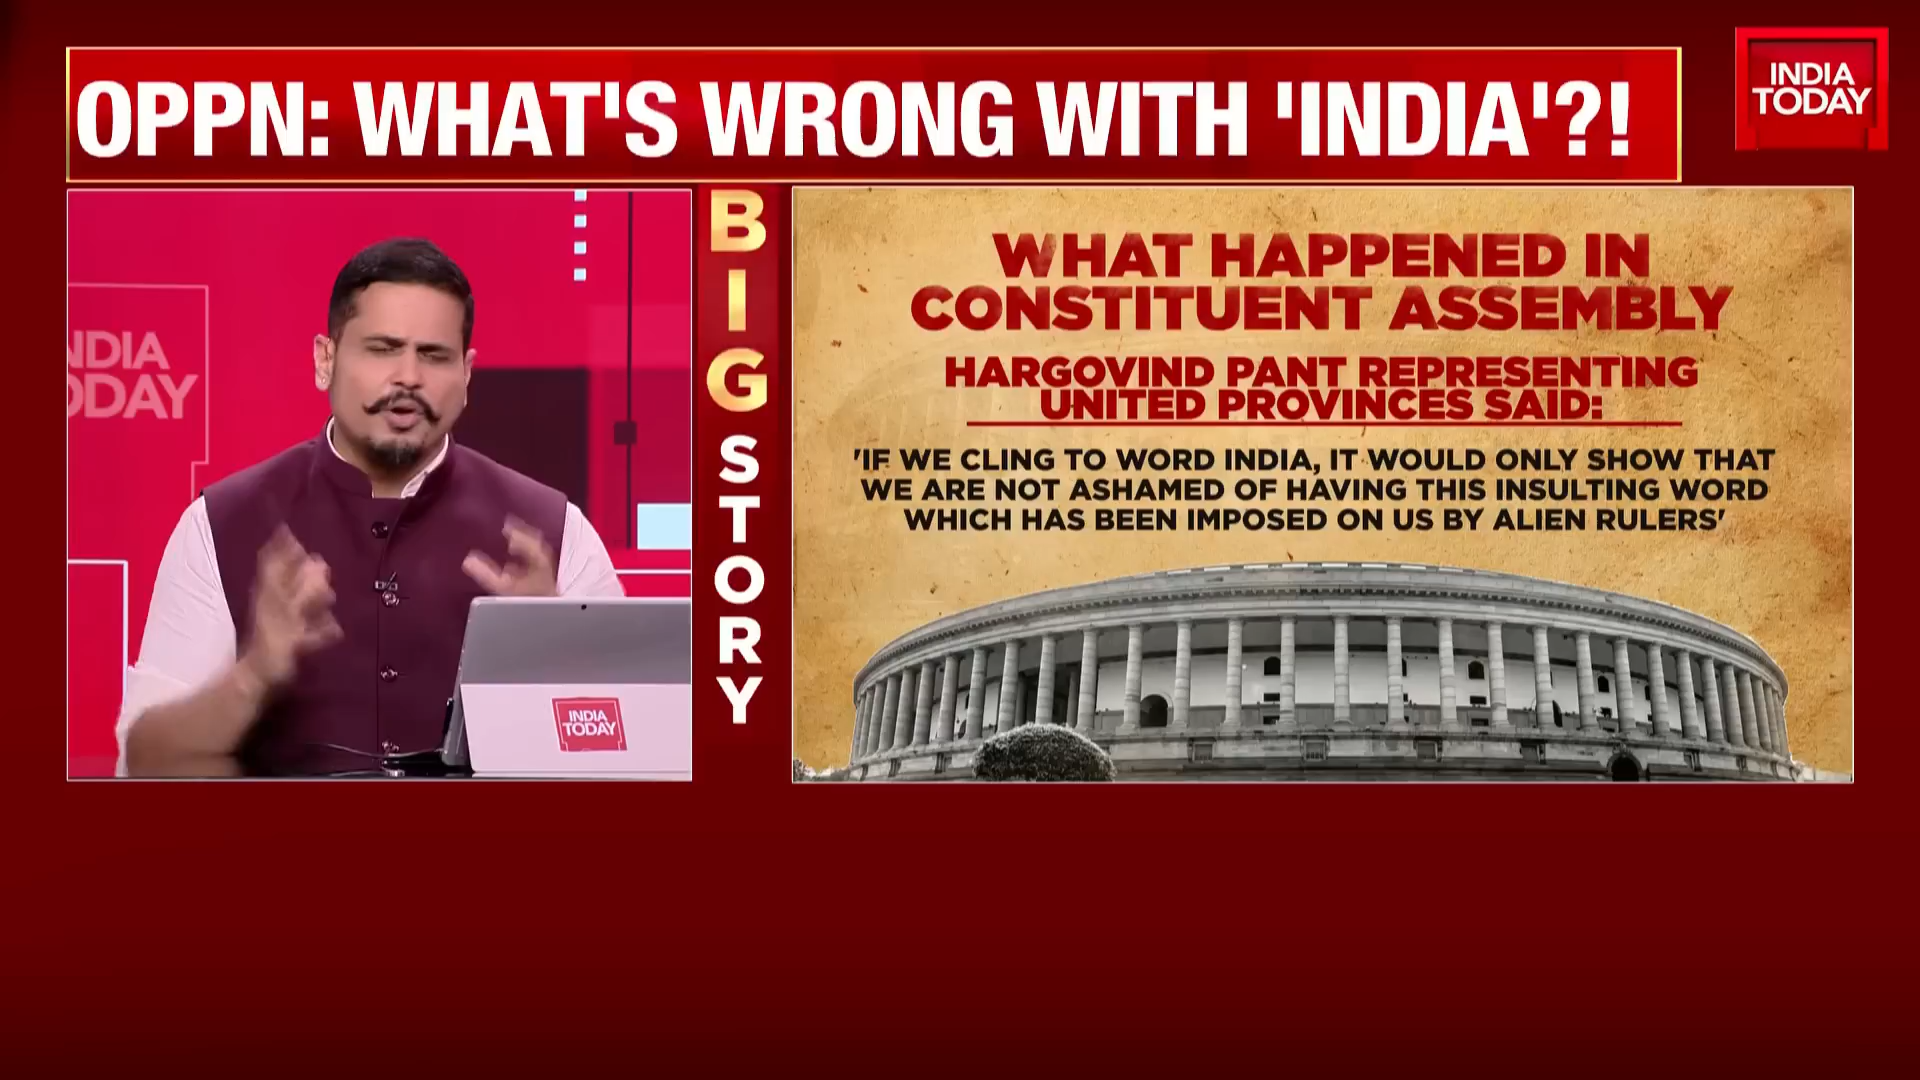 OPPN: WHAT'S WRONG WITH 'INDIA'?!
INDIA
TODAY
NDIA
ODAY
INDIA
TODAY
BIG STORY
WHAT HAPPENED IN
CONSTITUENT ASSEMBLY
HARGOVIND PANT REPRESENTING
UNITED PROVINCES SAID:
'IF WE CLING TO WORD INDIA, IT WOULD ONLY SHOW THAT
WE ARE NOT ASHAMED OF HAVING THIS INSULTING WORD
WHICH HAS BEEN IMPOSED ON US BY ALIEN RULERS'